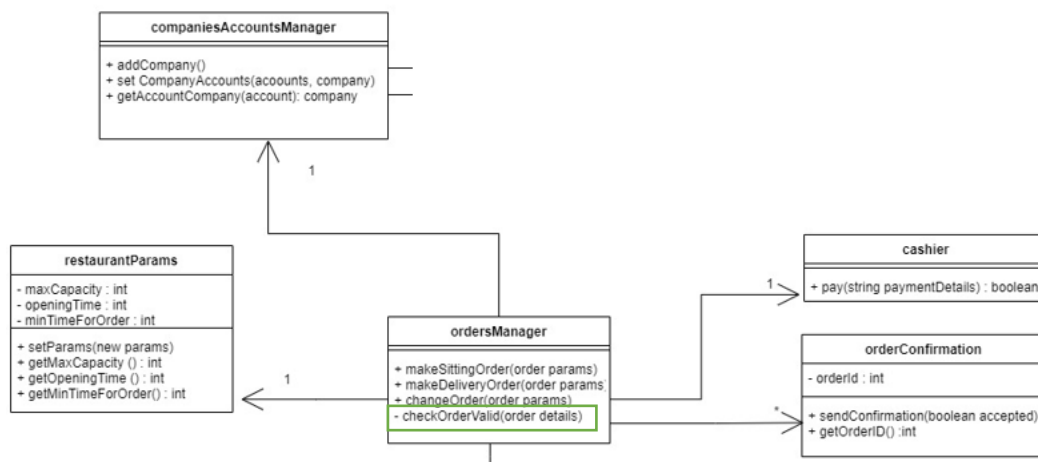 companiesAccountsManager
+ addCompany()
+ set CompanyAccounts(acoounts, company)
+ getAccountCompany(account): company
1
restaurantParams
- maxCapacity : int
- openingTime : int
- minTimeForOrder : int
+ setParams(new params)
+ getMaxCapacity () : int
+ getOpeningTime () : int
+ getMinTimeForOrder() : int
1
ordersManager
+ makeSittingOrder(order params)
+ makeDeliveryOrder(order params)
+ changeOrder(order params)
- checkOrderValid(order details)
1
cashier
+ pay(string paymentDetails) : boolean
orderConfirmation
- orderId : int
+ sendConfirmation(boolean accepted)
+ getOrderID() :int
*